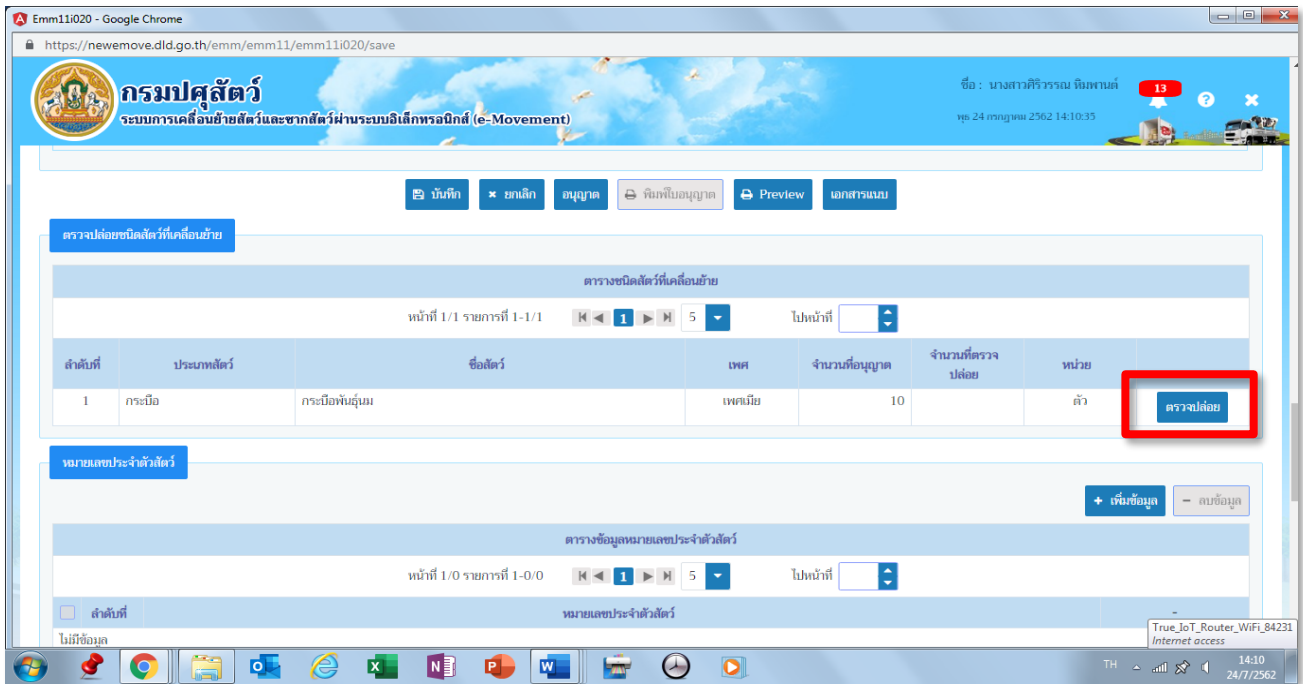 Emm11i020 - Google Chrome
https://newemove.dld.go.th/emm/emm11/emm11i020/save
กรมปศุสัตว์
ระบบการเคลื่อนย้ายสัตว์และซากสัตว์ผ่านระบบอิเล็กทรอนิกส์ (e-Movement)
ชื่อ : นางสาวศิริวรรณ พิมพานต์
พุธ 24 กรกฎาคม 2562 14:10:35
13
บันทึก ยกเลิก อนุญาต พิมพ์ใบอนุญาต Preview เอกสารแนบ
ตรวจปล่อยชนิดสัตว์ที่เคลื่อนย้าย
ตารางชนิดสัตว์ที่เคลื่อนย้าย
หน้าที่ 1/1 รายการที่ 1-1/1 1 5 ไปหน้าที่
ลำดับที่ ประเภทสัตว์ ชื่อสัตว์ เพศ จำนวนที่อนุญาต จำนวนที่ตรวจปล่อย หน่วย
1 กระบือ กระบือพันธุ์นม เพศเมีย 10 ตัว ตรวจปล่อย
หมายเลขประจำตัวสัตว์
+ เพิ่มข้อมูล - ลบข้อมูล
ตารางข้อมูลหมายเลขประจำตัวสัตว์
หน้าที่ 1/0 รายการที่ 1-0/0 1 5 ไปหน้าที่
ลำดับที่ หมายเลขประจำตัวสัตว์ -
ไม่มีข้อมูล
True_IoT_Router_WiFi_84231
Internet access
TH 14:10
24/7/2562